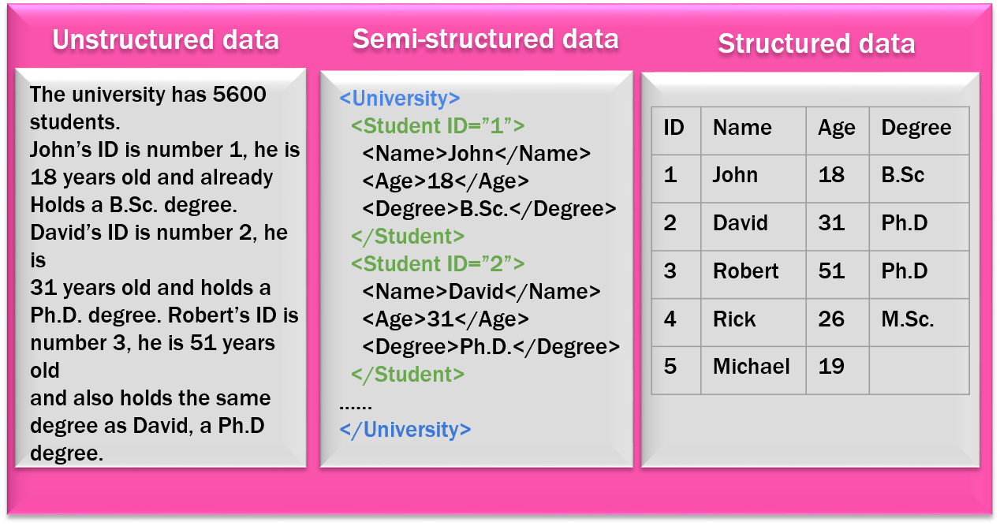 Unstructured data
The university has 5600
students.
John’s ID is number 1, he is
18 years old and already
Holds a B.Sc. degree.
David’s ID is number 2, he
is
31 years old and holds a
Ph.D. degree. Robert’s ID is
number 3, he is 51 years
old
and also holds the same
degree as David, a Ph.D
degree.
Semi-structured data
<University>
<Student ID=”1”>
<Name>John</Name>
<Age>18</Age>
<Degree>B.Sc.</Degree>
</Student>
<Student ID=”2”>
<Name>David</Name>
<Age>31</Age>
<Degree>Ph.D.</Degree>
</Student>
......
</University>
Structured data
ID Name Age Degree
1 John 18 B.Sc
2 David 31 Ph.D
3 Robert 51 Ph.D
4 Rick 26 M.Sc.
5 Michael 19